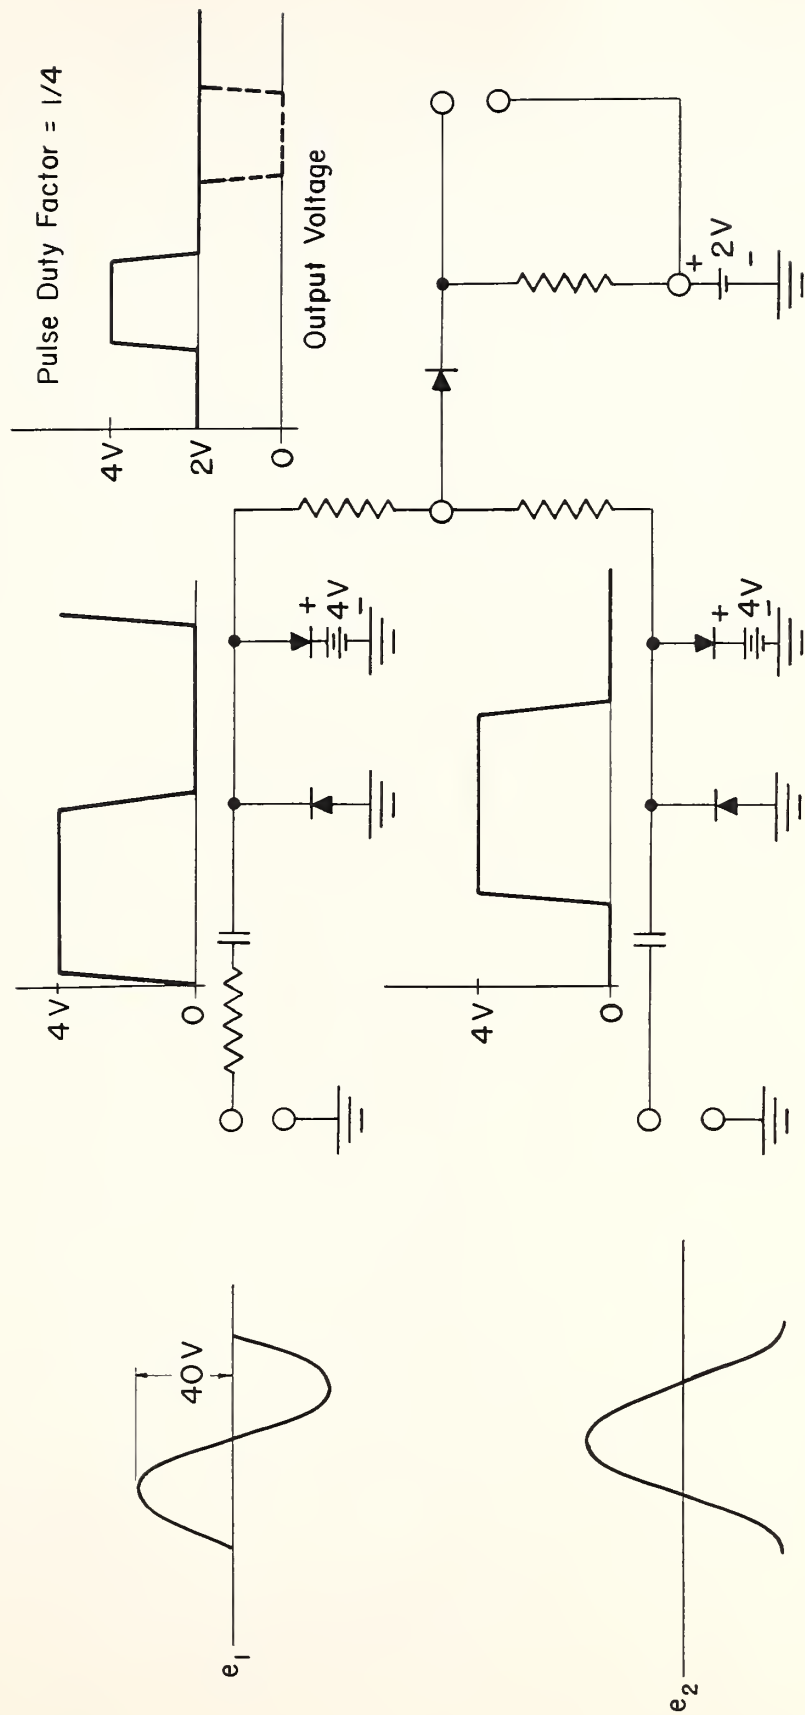 e1
40V
4V
0
+
4V
-
Pulse Duty Factor = 1/4
4V
2V
0
Output Voltage
e2
4V
0
+
4V
-
+
2V
-